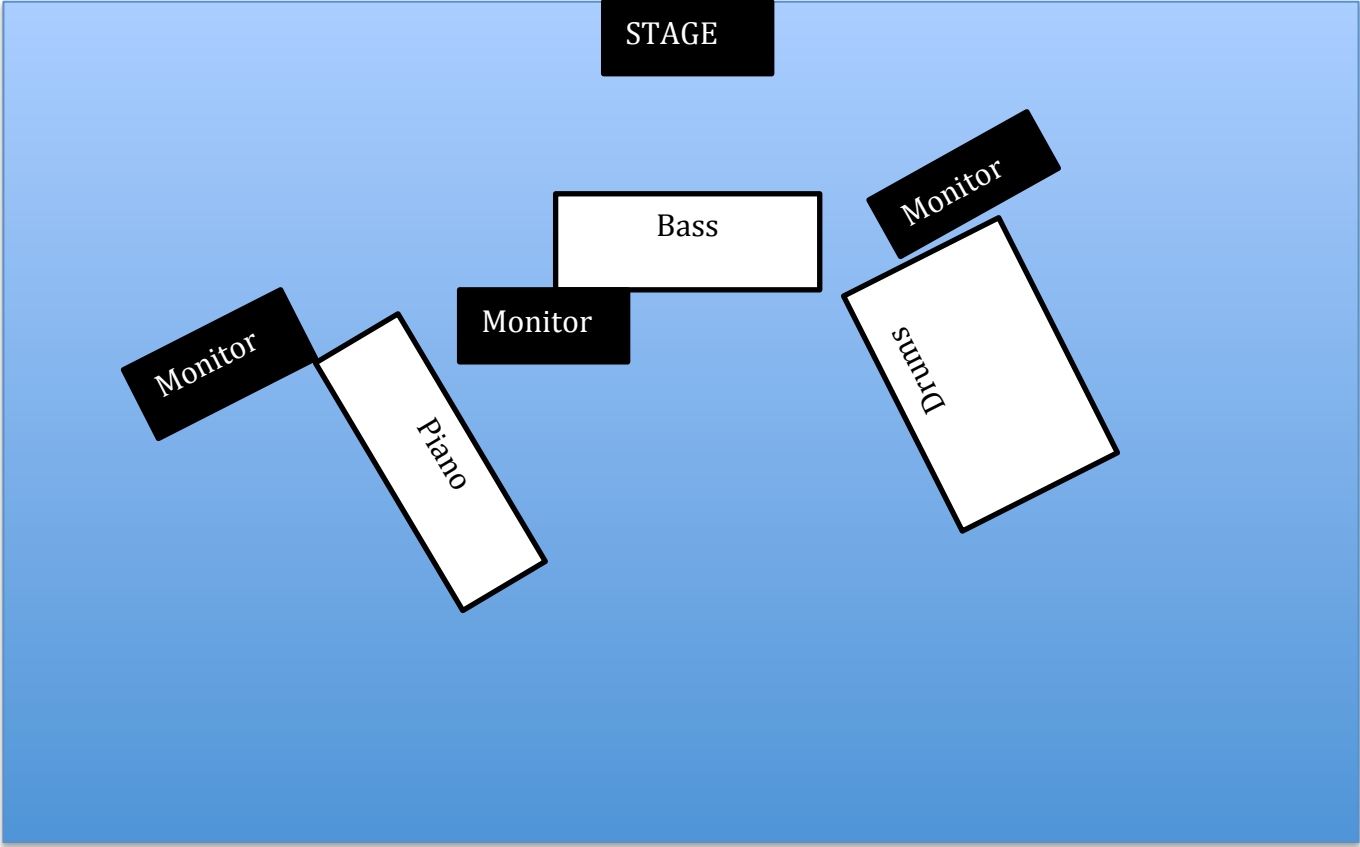 STAGE
Monitor
Bass
Monitor
Monitor
Drums
Piano